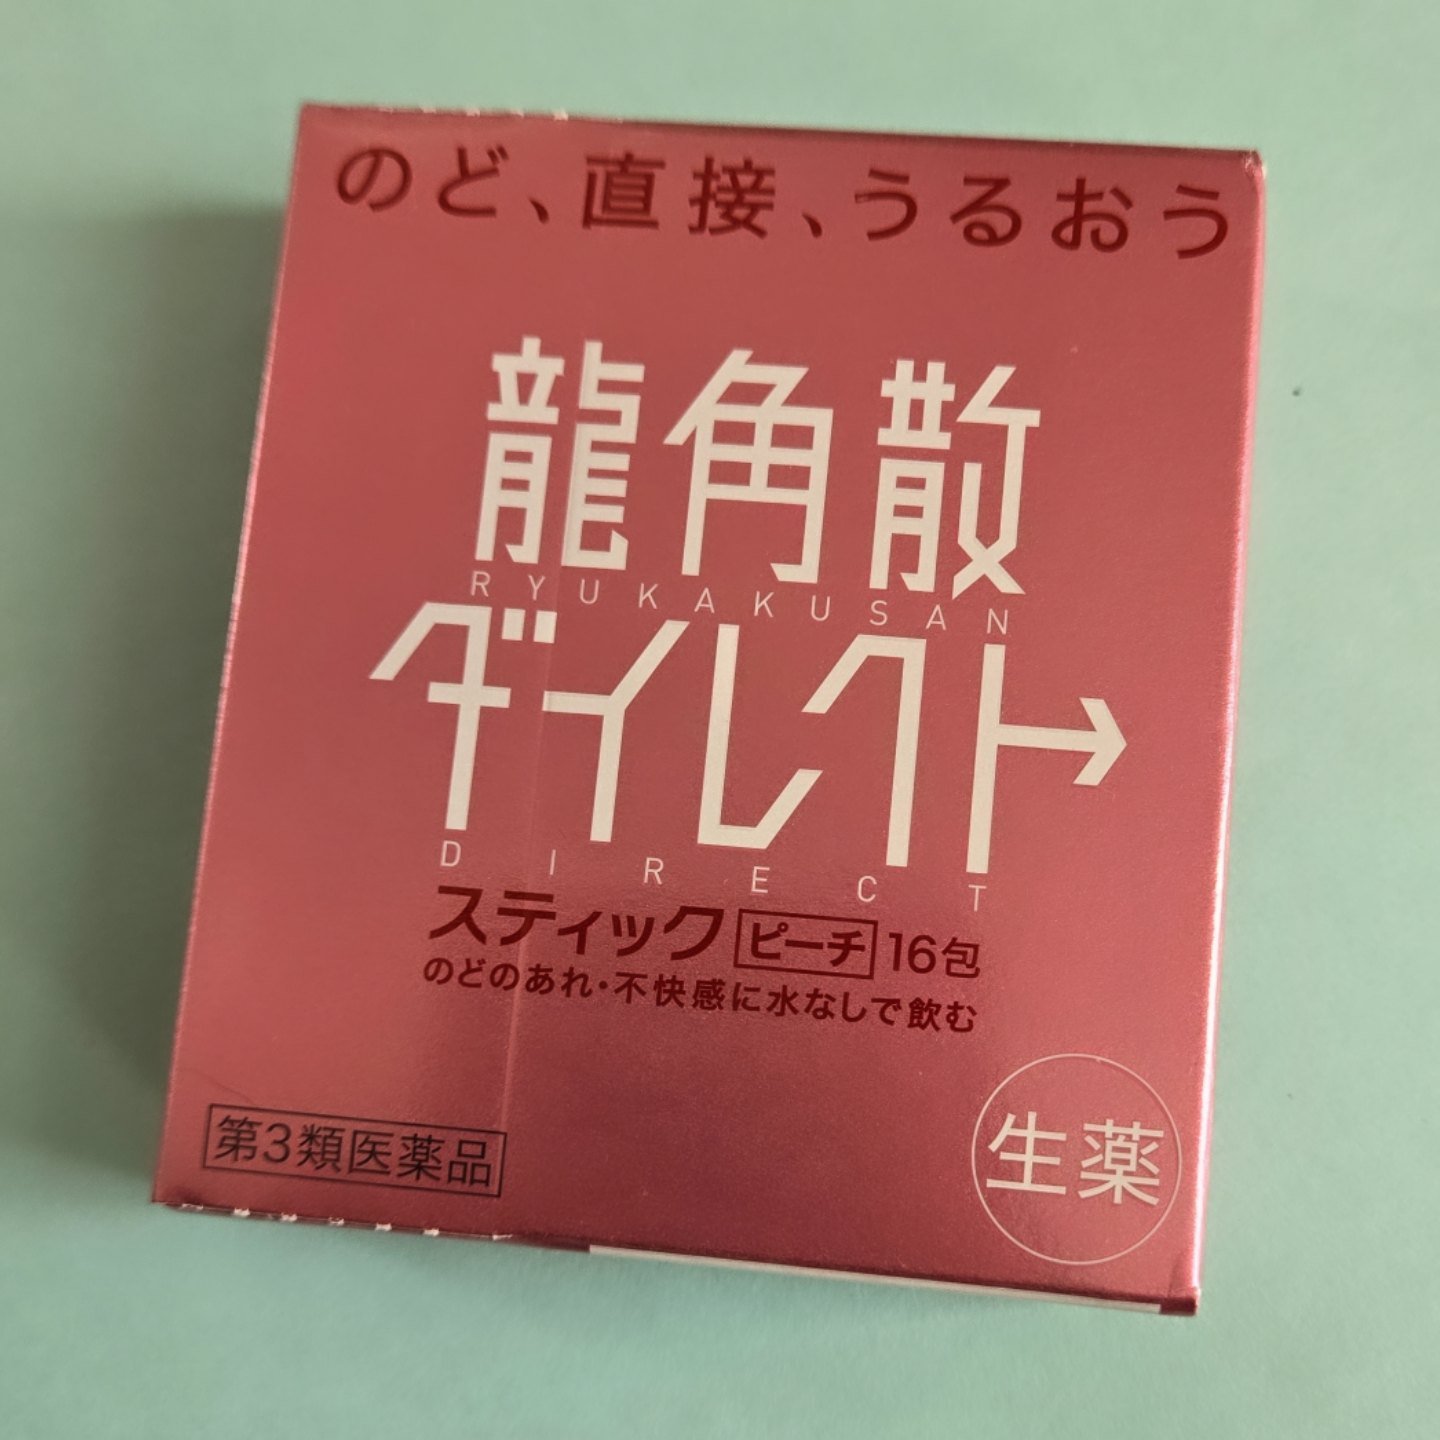 のど、直接、うるおう
龍角散
RYUKAKUSAN
ダイレクト
DIRECT
スティック ピーチ 16包
のどのあれ・不快感に水なしで飲む
第3類医薬品
生薬